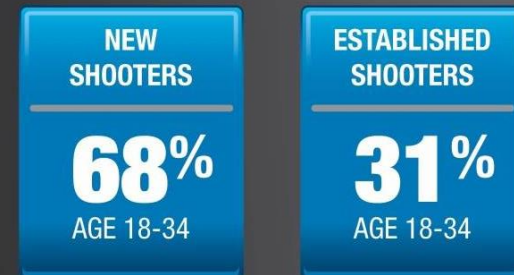 NEW
SHOOTERS
68%
AGE 18-34
ESTABLISHED
SHOOTERS
31%
AGE 18-34